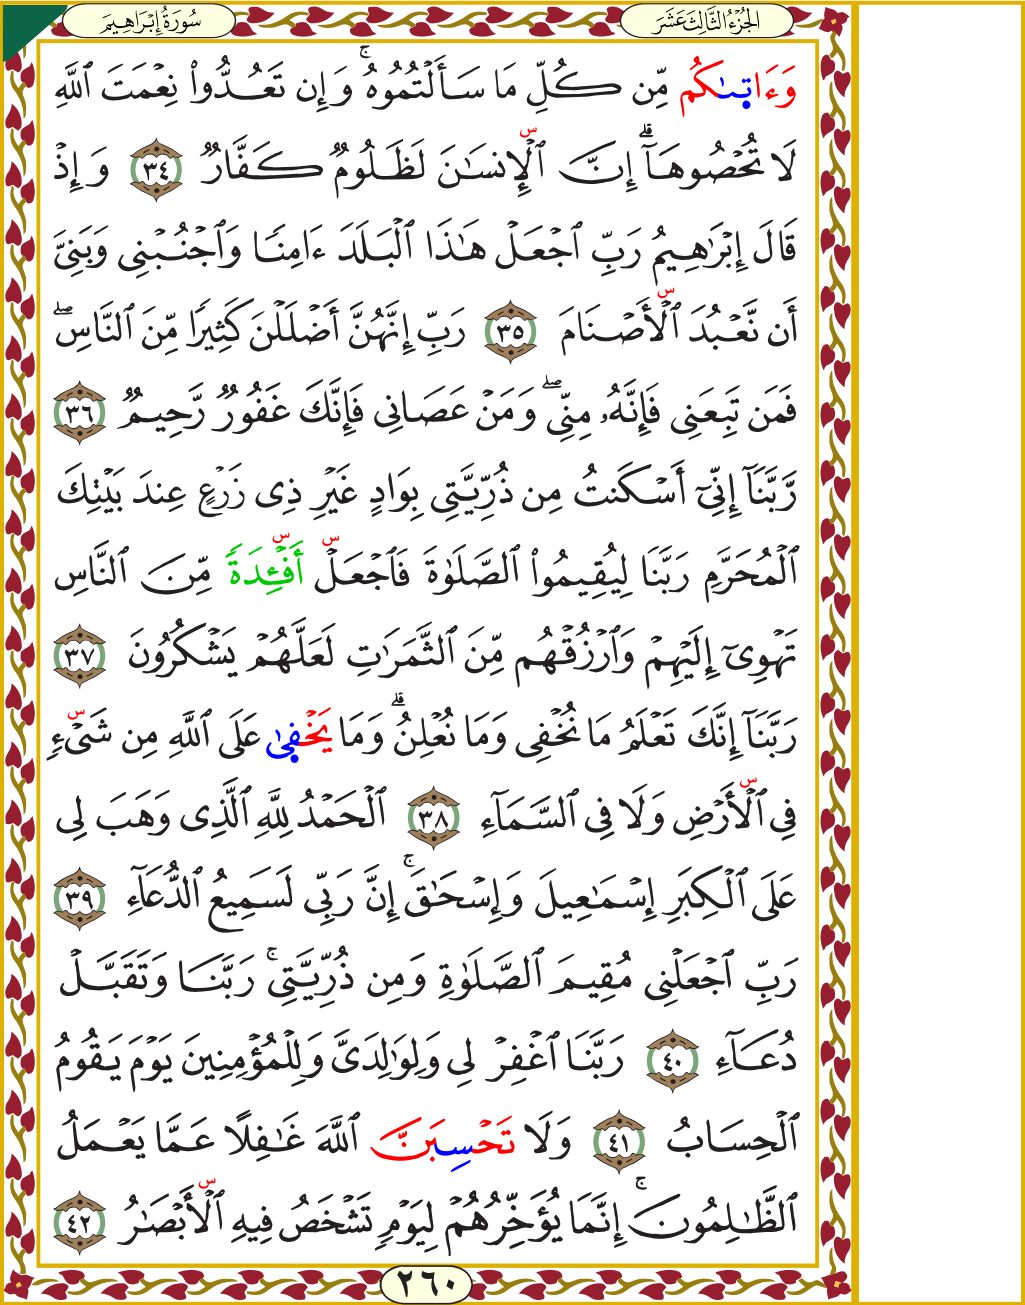 الجُزْءُ الثَّالِثَ عَشَرَ
سُورَةُ إِبْرَاهِيمَ
وَءَاتىٰكُم مِّن كُلِّ مَا سَأَلْتُمُوهُ ۚ وَإِن تَعُدُّوا۟ نِعْمَتَ ٱللَّهِ
لَا تُحْصُوهَآ ۗ إِنَّ ٱلْإِنسَـٰنَ لَظَلُومٌ كَفَّارٌ ٣٤ وَإِذْ
قَالَ إِبْرَٰهِيمُ رَبِّ ٱجْعَلْ هَـٰذَا ٱلْبَلَدَ ءَامِنًا وَٱجْنُبْنِى وَبَنِىَّ
أَن نَّعْبُدَ ٱلْأَصْنَامَ ٣٥ رَبِّ إِنَّهُنَّ أَضْلَلْنَ كَثِيرًا مِّنَ ٱلنَّاسِ ۖ
فَمَن تَبِعَنِى فَإِنَّهُۥ مِنِّى ۖ وَمَنْ عَصَانِى فَإِنَّكَ غَفُورٌ رَّحِيمٌ ٣٦
رَّبَّنَآ إِنِّىٓ أَسْكَنتُ مِن ذُرِّيَّتِى بِوَادٍ غَيْرِ ذِى زَرْعٍ عِندَ بَيْتِكَ
ٱلْمُحَرَّمِ رَبَّنَا لِيُقِيمُوا۟ ٱلصَّلَوٰةَ فَٱجْعَلْ أَفْـِٔدَةً مِّنَ ٱلنَّاسِ
تَهْوِىٓ إِلَيْهِمْ وَٱرْزُقْهُم مِّنَ ٱلثَّمَرَٰتِ لَعَلَّهُمْ يَشْكُرُونَ ٣٧
رَبَّنَآ إِنَّكَ تَعْلَمُ مَا نُخْفِى وَمَا نُعْلِنُ ۗ وَمَا يَخْفِىٰ عَلَى ٱللَّهِ مِن شَىْءٍ
فِى ٱلْأَرْضِ وَلَا فِى ٱلسَّمَآءِ ٣٨ ٱلْحَمْدُ لِلَّهِ ٱلَّذِى وَهَبَ لِى
عَلَى ٱلْكِبَرِ إِسْمَـٰعِيلَ وَإِسْحَـٰقَ ۚ إِنَّ رَبِّى لَسَمِيعُ ٱلدُّعَآءِ ٣٩
رَبِّ ٱجْعَلْنِى مُقِيمَ ٱلصَّلَوٰةِ وَمِن ذُرِّيَّتِى ۚ رَبَّنَا وَتَقَبَّلْ
دُعَآءِ ٤٠ رَبَّنَا ٱغْفِرْ لِى وَلِوَٰلِدَىَّ وَلِلْمُؤْمِنِينَ يَوْمَ يَقُومُ
ٱلْحِسَابُ ٤١ وَلَا تَحْسِبَنَّ ٱللَّهَ غَـٰفِلًا عَمَّا يَعْمَلُ
ٱلظَّـٰلِمُونَ ۚ إِنَّمَا يُؤَخِّرُهُمْ لِيَوْمٍ تَشْخَصُ فِيهِ ٱلْأَبْصَـٰرُ ٤٢
٢٦٠